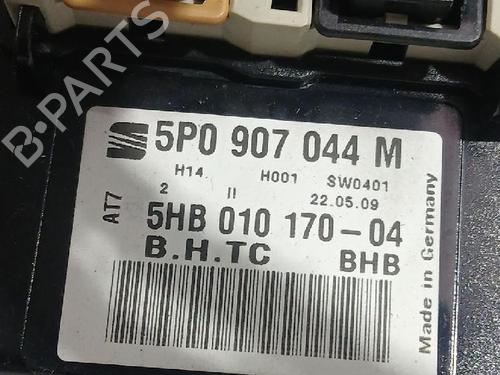 B-PARTS
5P0 907 044 M
H14. H001 SW0401
2 II 22.05.09
AT7
5HB 010 170-04
B.H.TC BHB
Made in Germany